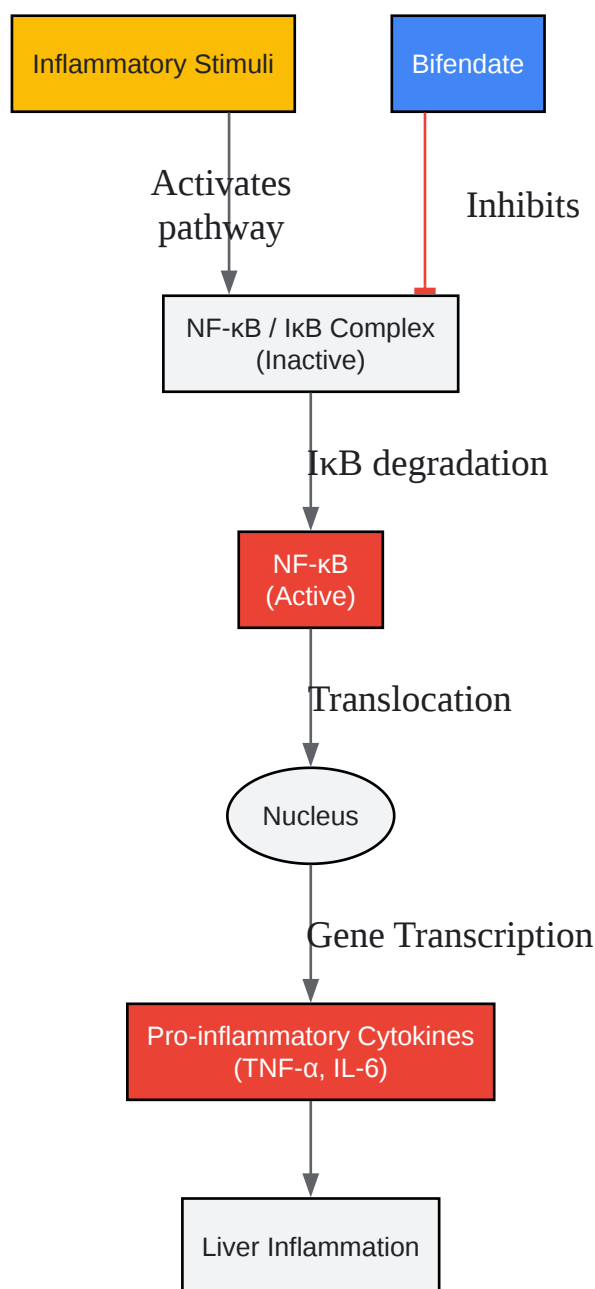 Inflammatory Stimuli
Bifendate
Activates
pathway
Inhibits
NF-κB / IκB Complex
(Inactive)
IκB degradation
NF-κB
(Active)
Translocation
Nucleus
Gene Transcription
Pro-inflammatory Cytokines
(TNF-α, IL-6)
Liver Inflammation